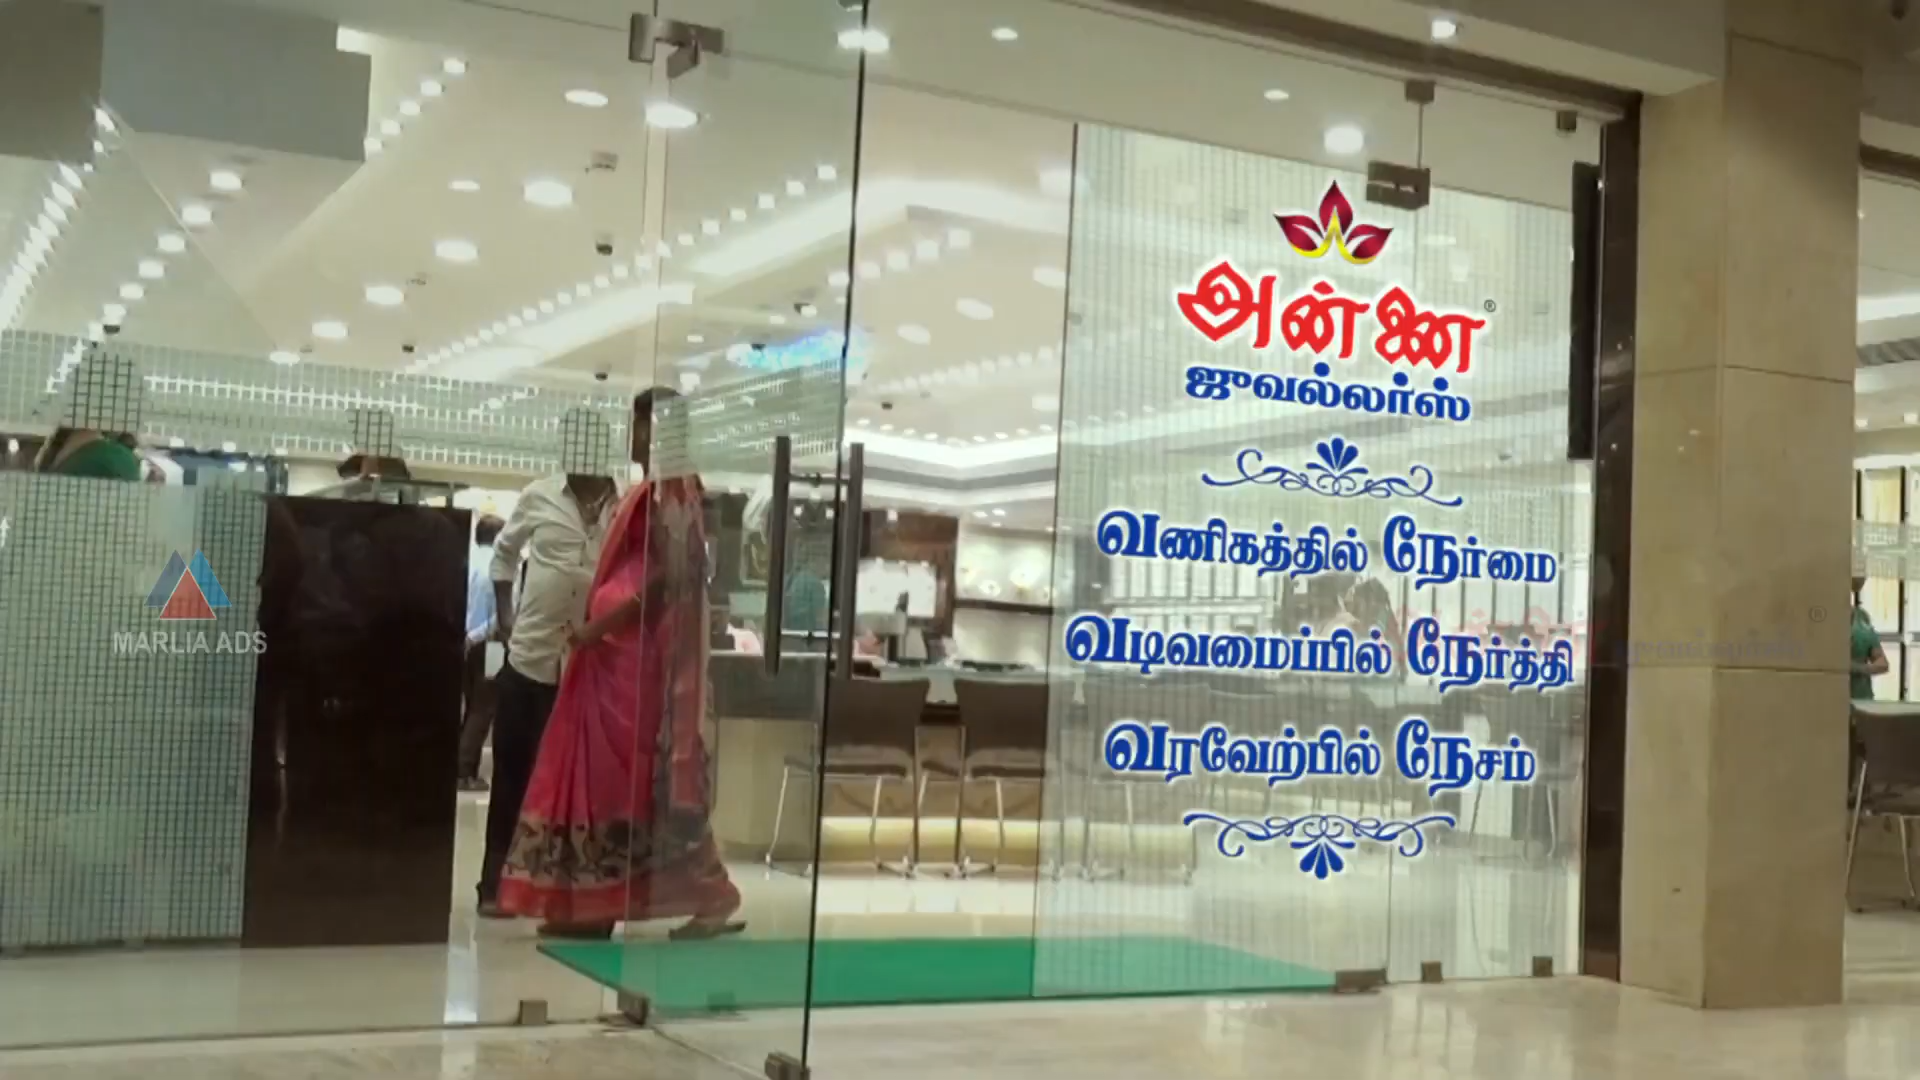 அன்னை ®
ஜுவல்லர்ஸ்
வணிகத்தில் நேர்மை
வடிவமைப்பில் நேர்த்தி
வரவேற்பில் நேசம்
MARLIA ADS